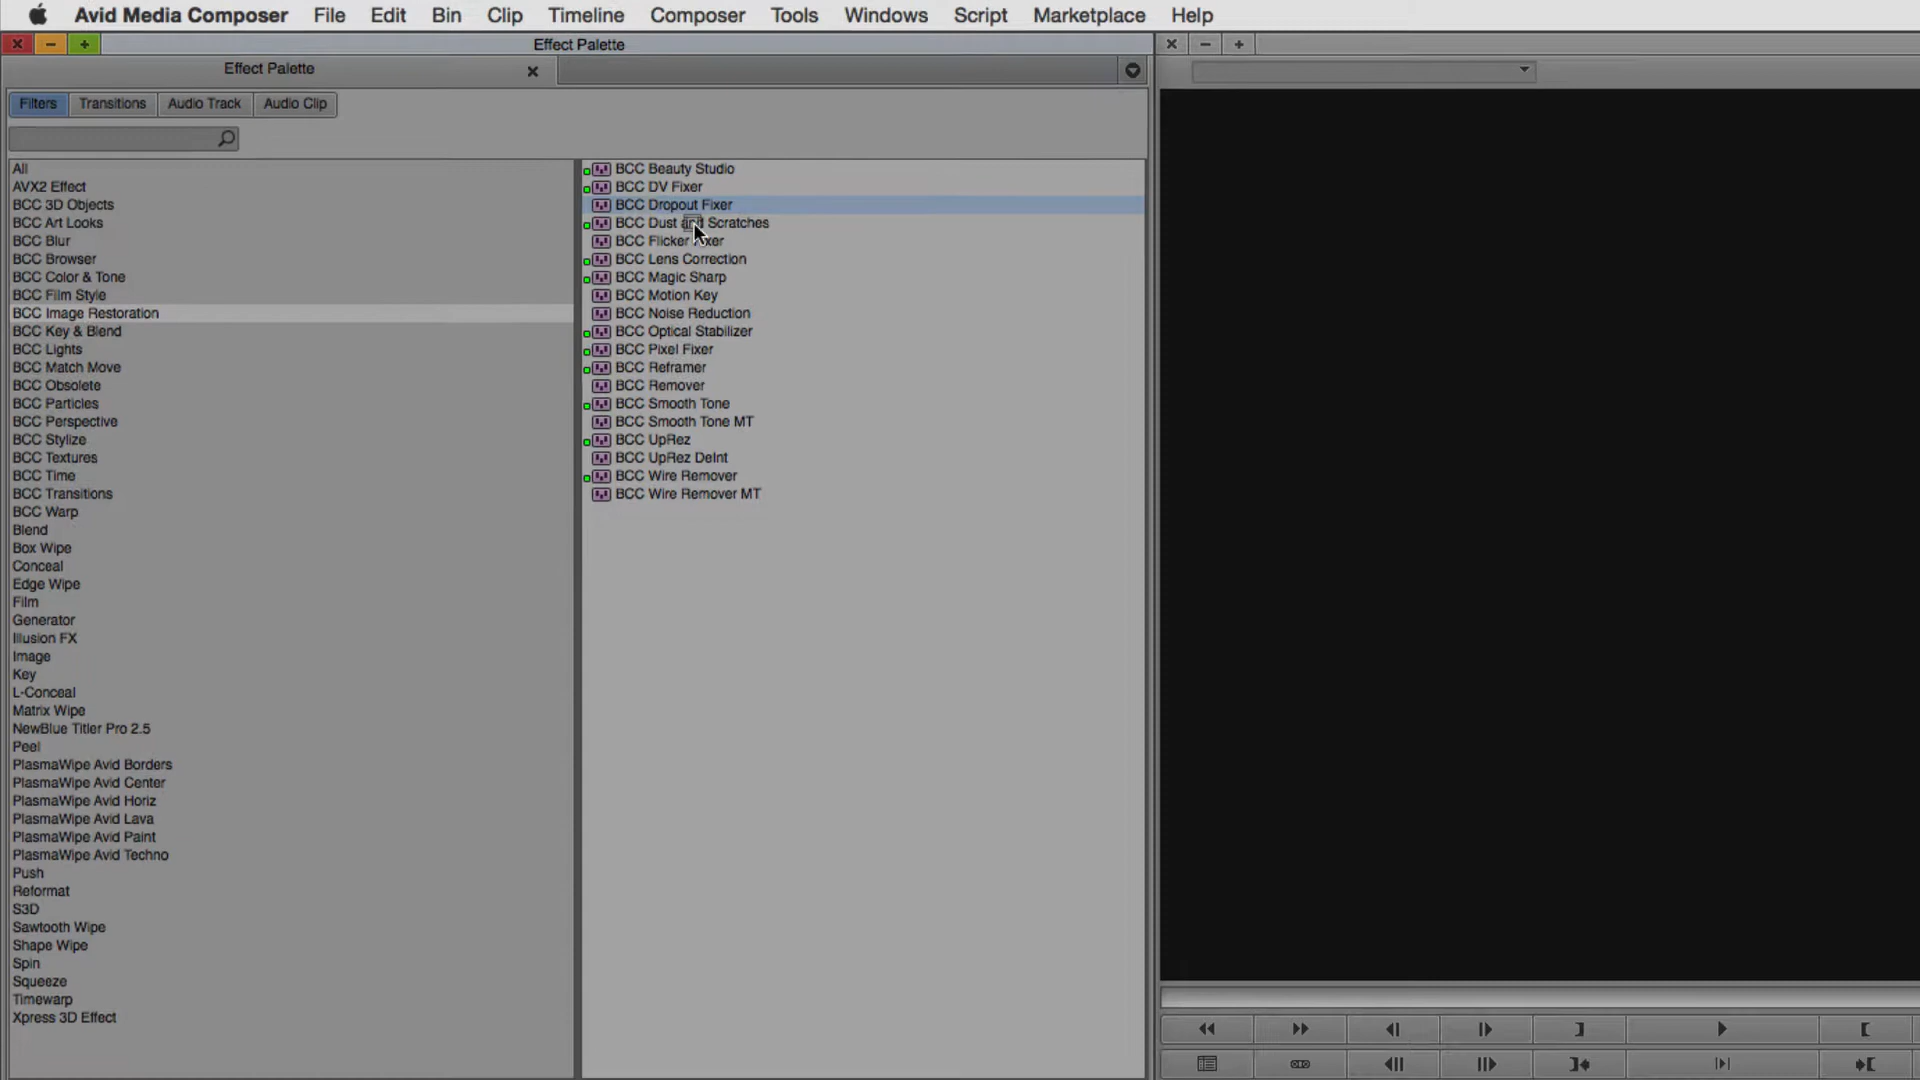 Avid Media Composer File Edit Bin Clip Timeline Composer Tools Windows Script Marketplace Help
Effect Palette
Effect Palette
Filters Transitions Audio Track Audio Clip
All
AVX2 Effect
BCC 3D Objects
BCC Art Looks
BCC Blur
BCC Browser
BCC Color & Tone
BCC Film Style
BCC Image Restoration
BCC Key & Blend
BCC Lights
BCC Match Move
BCC Obsolete
BCC Particles
BCC Perspective
BCC Stylize
BCC Textures
BCC Time
BCC Transitions
BCC Warp
Blend
Box Wipe
Conceal
Edge Wipe
Film
Generator
Illusion FX
Image
Key
L-Conceal
Matrix Wipe
NewBlue Titler Pro 2.5
Peel
PlasmaWipe Avid Borders
PlasmaWipe Avid Center
PlasmaWipe Avid Horiz
PlasmaWipe Avid Lava
PlasmaWipe Avid Paint
PlasmaWipe Avid Techno
Push
Reformat
S3D
Sawtooth Wipe
Shape Wipe
Spin
Squeeze
Timewarp
Xpress 3D Effect
BCC Beauty Studio
BCC DV Fixer
BCC Dropout Fixer
BCC Dust and Scratches
BCC Flicker Fixer
BCC Lens Correction
BCC Magic Sharp
BCC Motion Key
BCC Noise Reduction
BCC Optical Stabilizer
BCC Pixel Fixer
BCC Reframer
BCC Remover
BCC Smooth Tone
BCC Smooth Tone MT
BCC UpRez
BCC UpRez DeInt
BCC Wire Remover
BCC Wire Remover MT